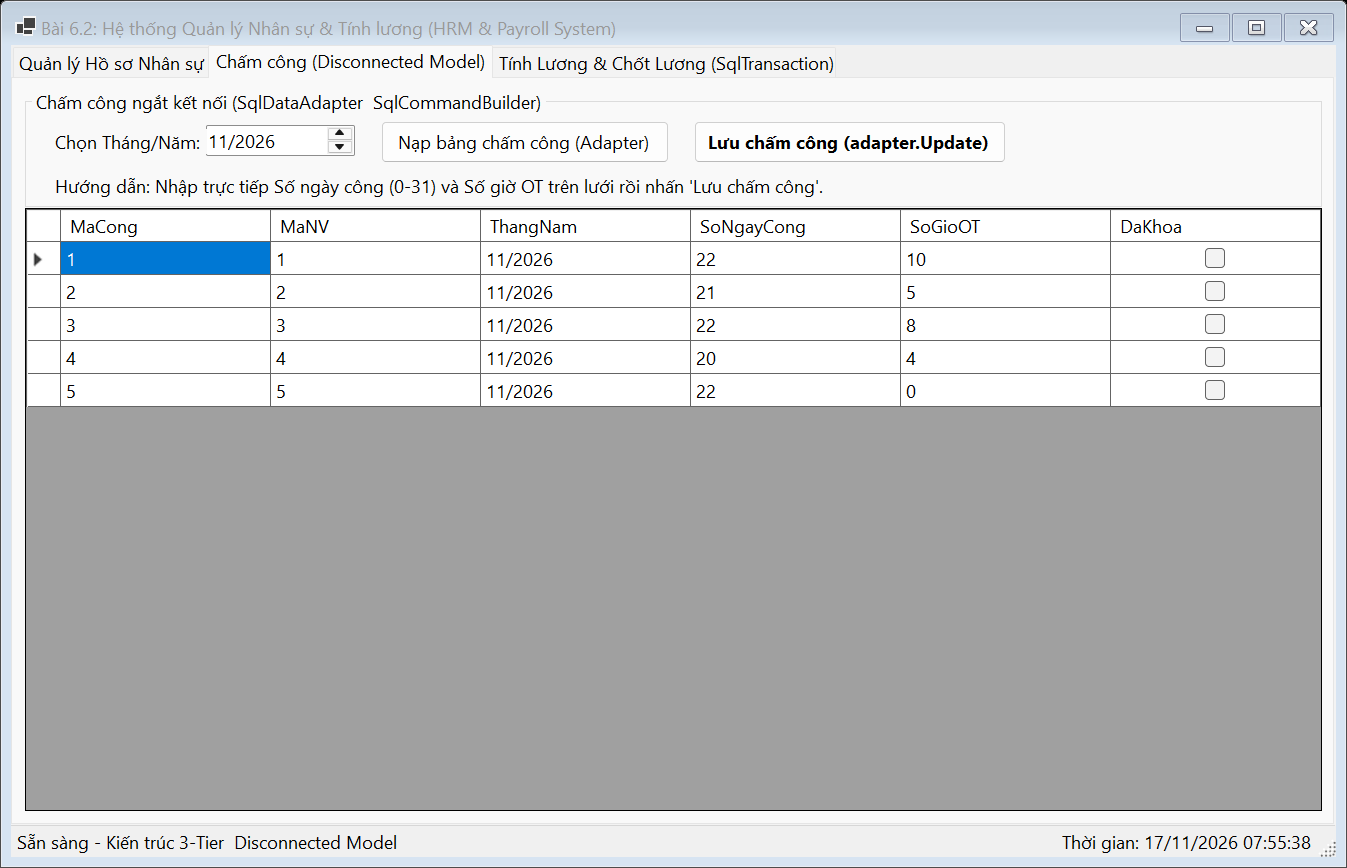 Bài 6.2: Hệ thống Quản lý Nhân sự & Tính lương (HRM & Payroll System)
Quản lý Hồ sơ Nhân sự Chấm công (Disconnected Model) Tính Lương & Chốt Lương (SqlTransaction)
Chấm công ngắt kết nối (SqlDataAdapter SqlCommandBuilder)
Chọn Tháng/Năm: 11/2026 Nạp bảng chấm công (Adapter) Lưu chấm công (adapter.Update)
Hướng dẫn: Nhập trực tiếp Số ngày công (0-31) và Số giờ OT trên lưới rồi nhấn 'Lưu chấm công'.
MaCong MaNV ThangNam SoNgayCong SoGioOT DaKhoa
1 1 11/2026 22 10
2 2 11/2026 21 5
3 3 11/2026 22 8
4 4 11/2026 20 4
5 5 11/2026 22 0
Sẵn sàng - Kiến trúc 3-Tier Disconnected Model Thời gian: 17/11/2026 07:55:38